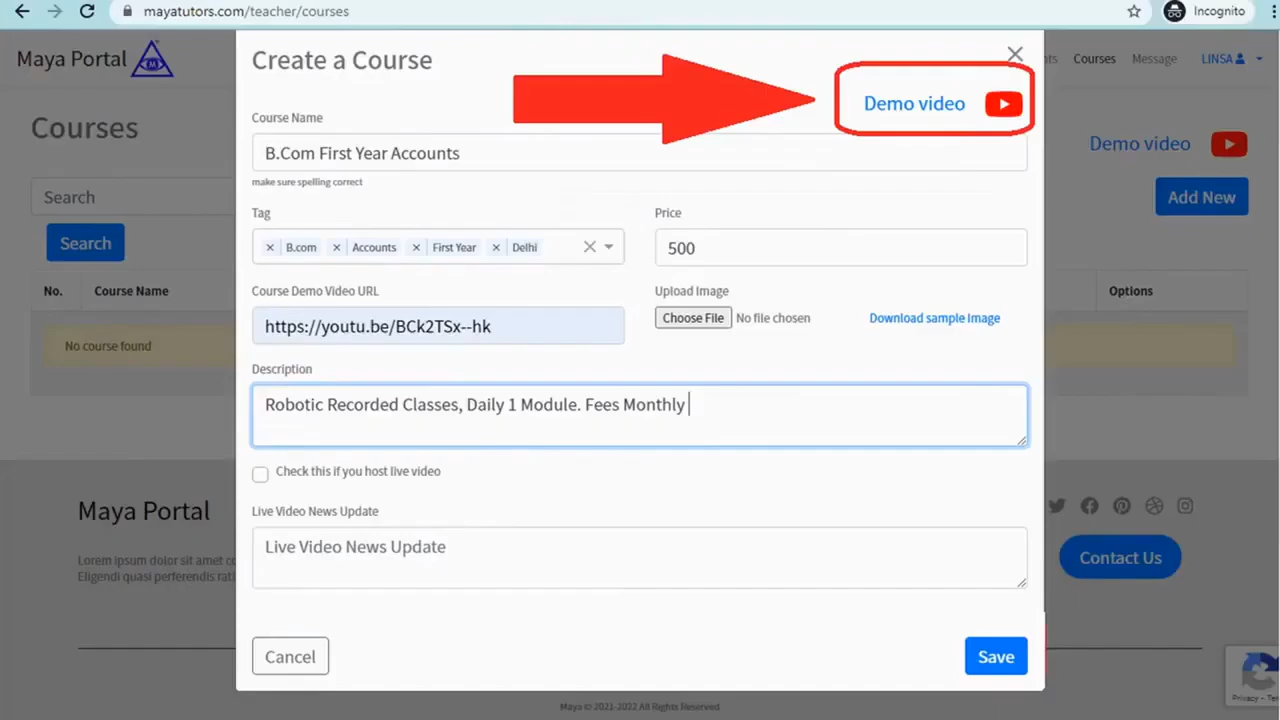 mayatutors.com/teacher/courses
Incognito
Maya Portal
M
Courses
Message
LINSA
Create a Course
Demo video
Courses
Demo video
Course Name
B.Com First Year Accounts
make sure spelling correct
Search
Add New
Tag
Price
× B.com × Accounts × First Year × Delhi
500
Search
No.
Course Name
Course Demo Video URL
Upload Image
Options
https://youtu.be/BCk2TSx--hk
Choose File No file chosen
Download sample Image
No course found
Description
Robotic Recorded Classes, Daily 1 Module. Fees Monthly
Check this if you host live video
Maya Portal
Live Video News Update
Live Video News Update
Lorem ipsum dolor sit amet
Eligendi quasi perferendis
Contact Us
Cancel
Save
Maya © 2021-2022 All Rights Reserved
Privacy